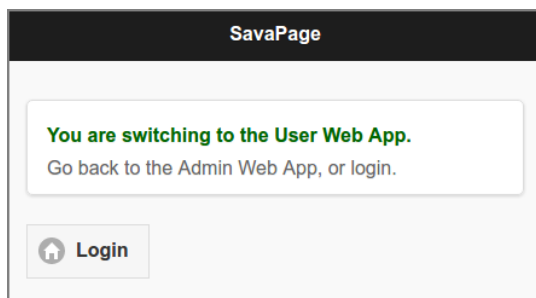 SavaPage
You are switching to the User Web App.
Go back to the Admin Web App, or login.
Login